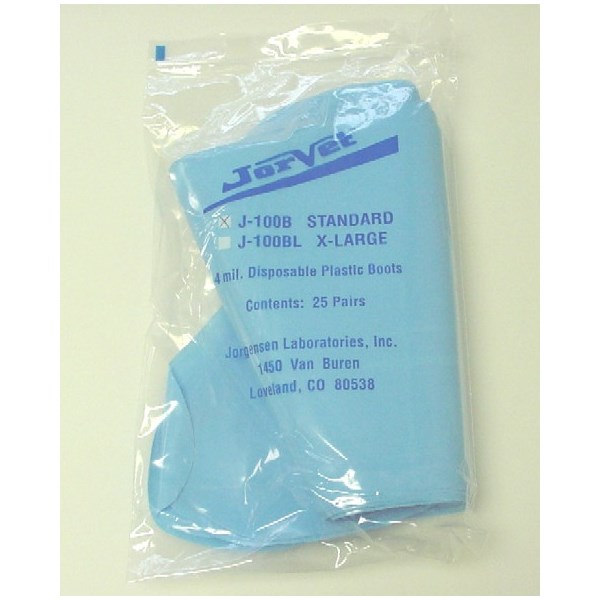 JorVet
J-100B STANDARD
J-100BL X-LARGE
4 mil. Disposable Plastic Boots
Contents: 25 Pairs
Jorgensen Laboratories, Inc.
1450 Van Buren
Loveland, CO 80538